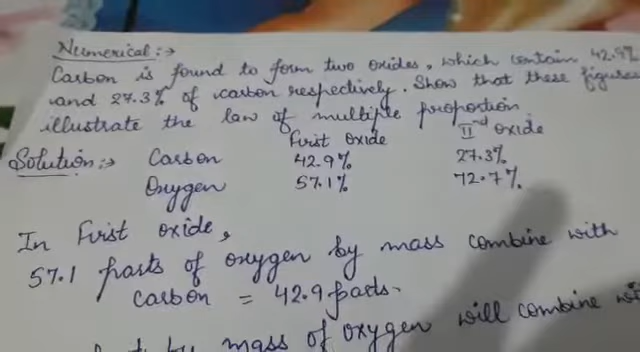 Numerical :→
Carbon is found to form two oxides, which contain 42.9%
and 27.3% of carbon respectively. Show that these figures
illustrate the law of multiple proportion
First oxide IInd oxide
Solution :→ Carbon 42.9% 27.3%
Oxygen 57.1% 72.7%
In First oxide,
57.1 parts of oxygen by mass combine with
carbon = 42.9 parts.
by mass of oxygen will combine